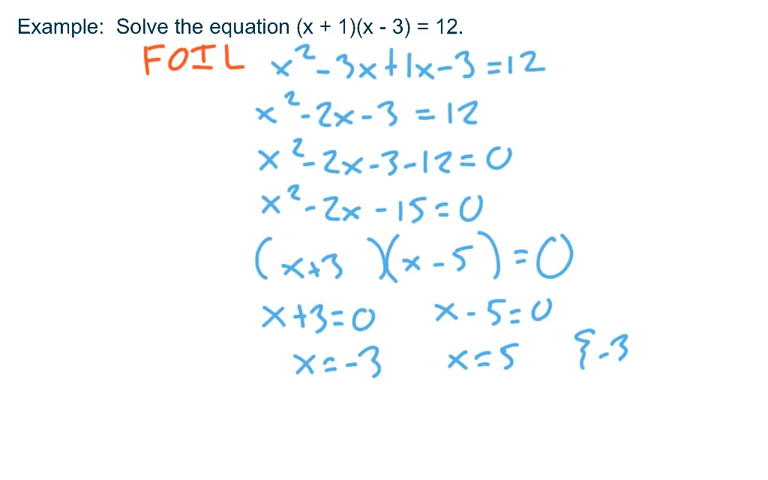 Example: Solve the equation (x + 1)(x - 3) = 12.
FOIL x²-3x+1x-3=12
x²-2x-3=12
x²-2x-3-12=0
x²-2x-15=0
(x+3)(x-5)=0
x+3=0 x-5=0
x=-3 x=5 {-3